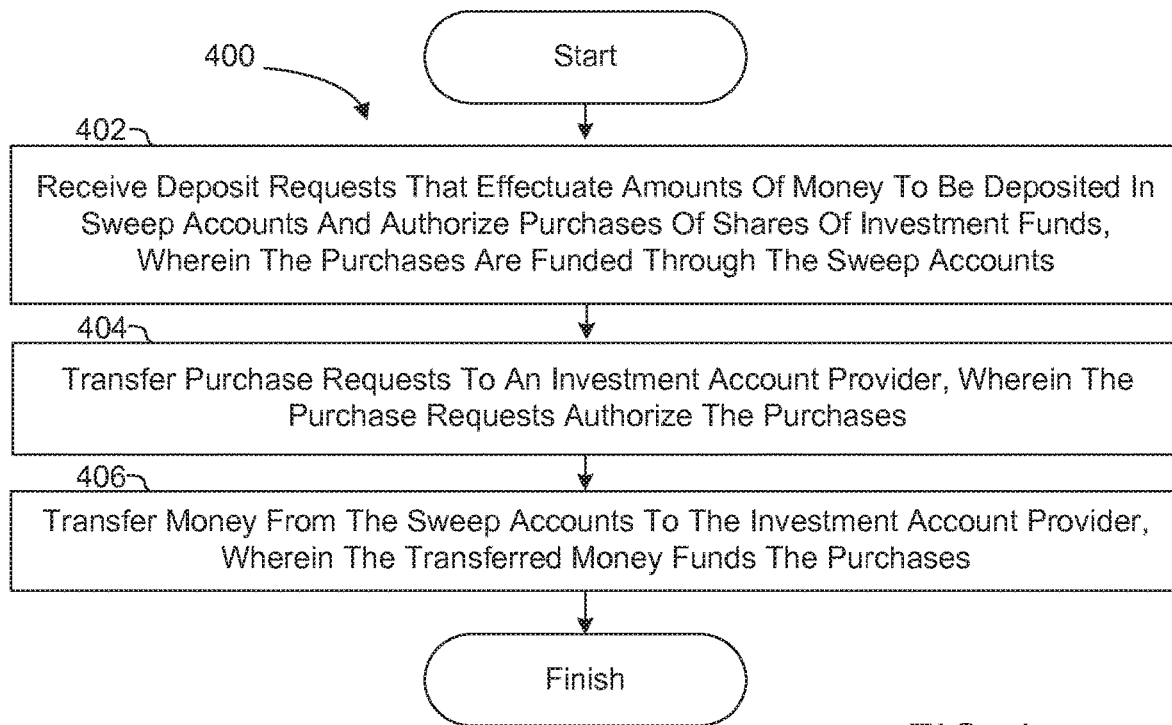 Start
400
402
Receive Deposit Requests That Effectuate Amounts Of Money To Be Deposited In
Sweep Accounts And Authorize Purchases Of Shares Of Investment Funds,
Wherein The Purchases Are Funded Through The Sweep Accounts
404
Transfer Purchase Requests To An Investment Account Provider, Wherein The
Purchase Requests Authorize The Purchases
406
Transfer Money From The Sweep Accounts To The Investment Account Provider,
Wherein The Transferred Money Funds The Purchases
Finish